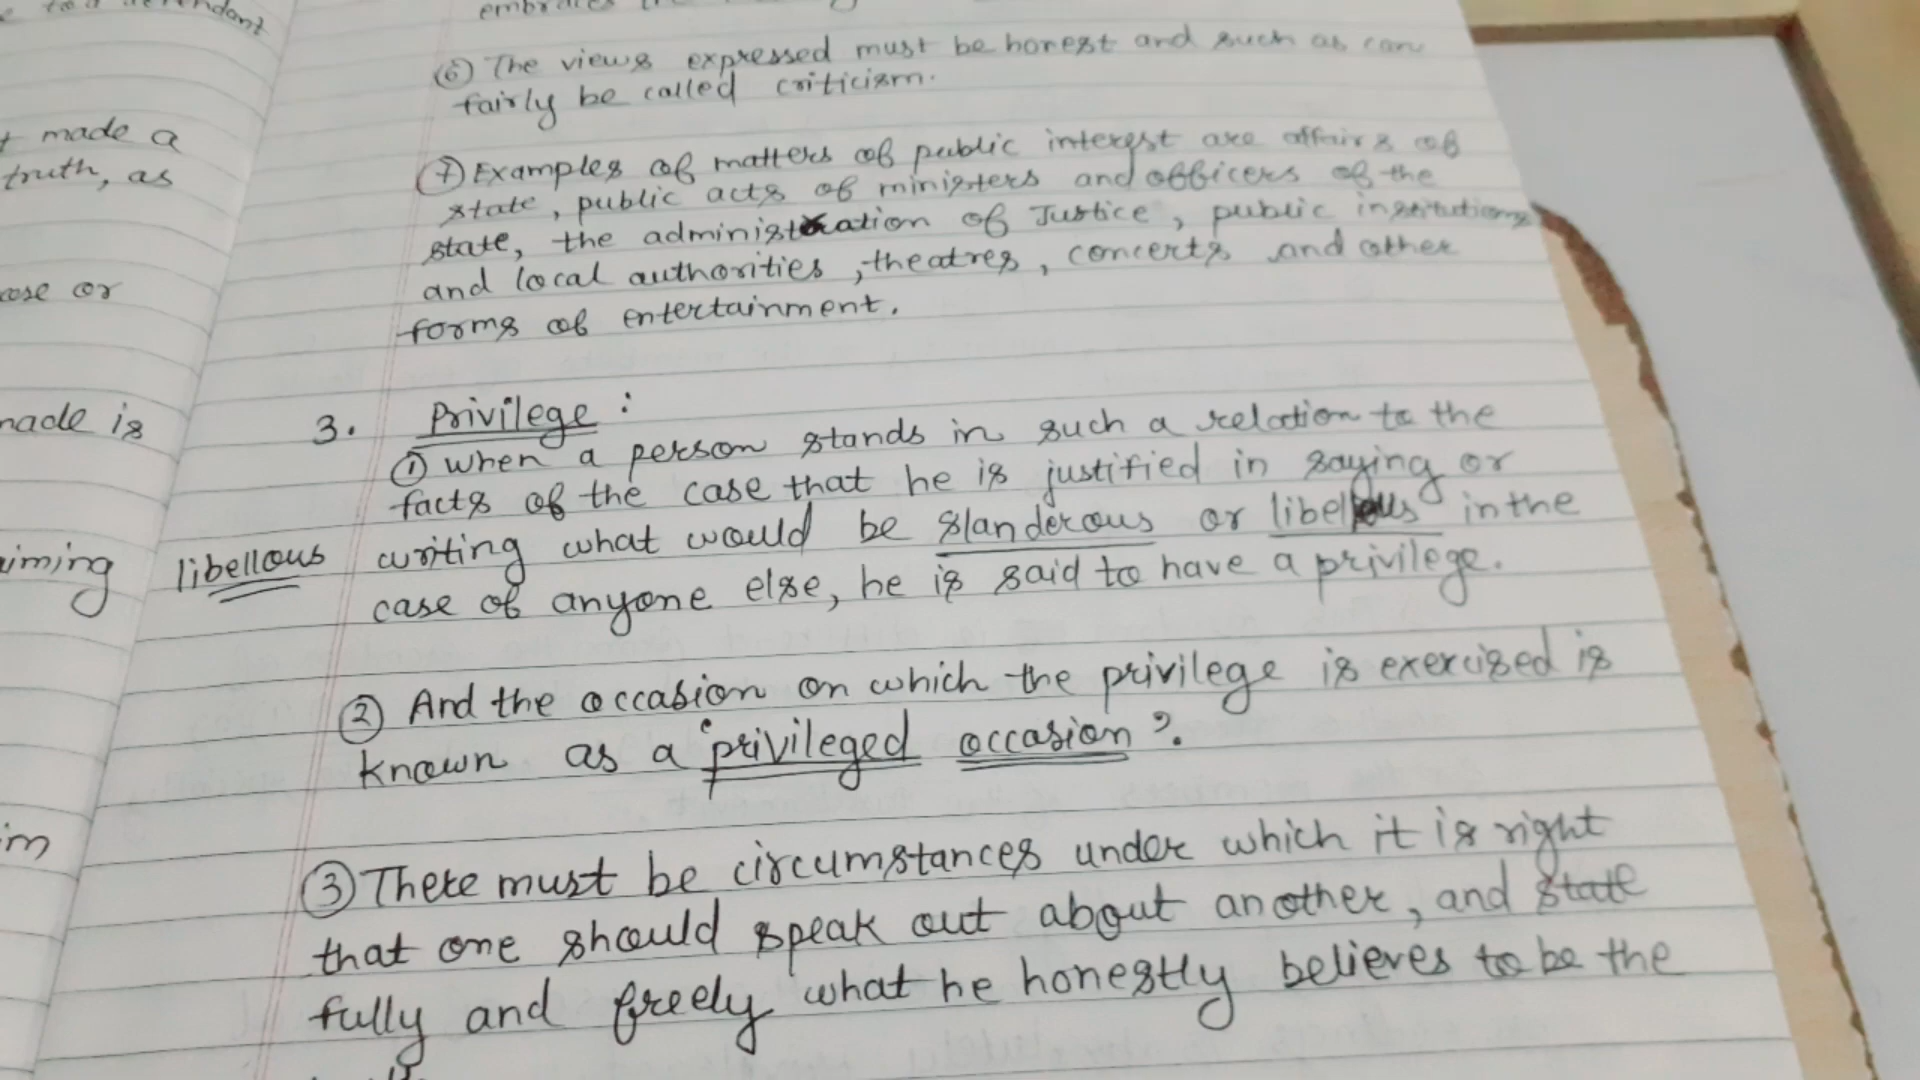 made a
truth, as
or
made is
⑥ The views expressed must be honest and such as can
fairly be called criticism.
⑦ Examples of matters of public interest are affairs of
state, public acts of ministers and officers of the
state, the administration of Justice, public institutions
and local authorities, theatres, concerts and other
forms of entertainment.
3. Privilege :
① when a person stands in such a relation to the
facts of the case that he is justified in saying or
writing what would be slanderous or libellous in the
libellous
case of anyone else, he is said to have a privilege.
② And the occasion on which the privilege is exercised is
known as a 'privileged occasion'.
③ There must be circumstances under which it is right
that one should speak out about another, and state
fully and freely what he honestly believes to be the